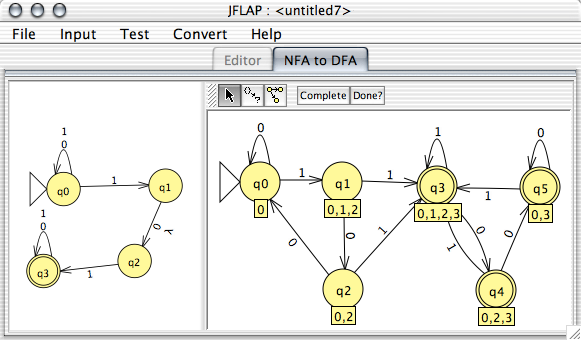 JFLAP : <untitled7>
File Input Test Convert Help
Editor NFA to DFA
Complete Done?
1
0
q0
1
q1
0
λ
q2
1
1
0
q3
0
q0
0
1
q1
0,1,2
1
1
q3
0,1,2,3
1
0
q5
0,3
0
0
q2
0,2
1
0
1
q4
0,2,3
0